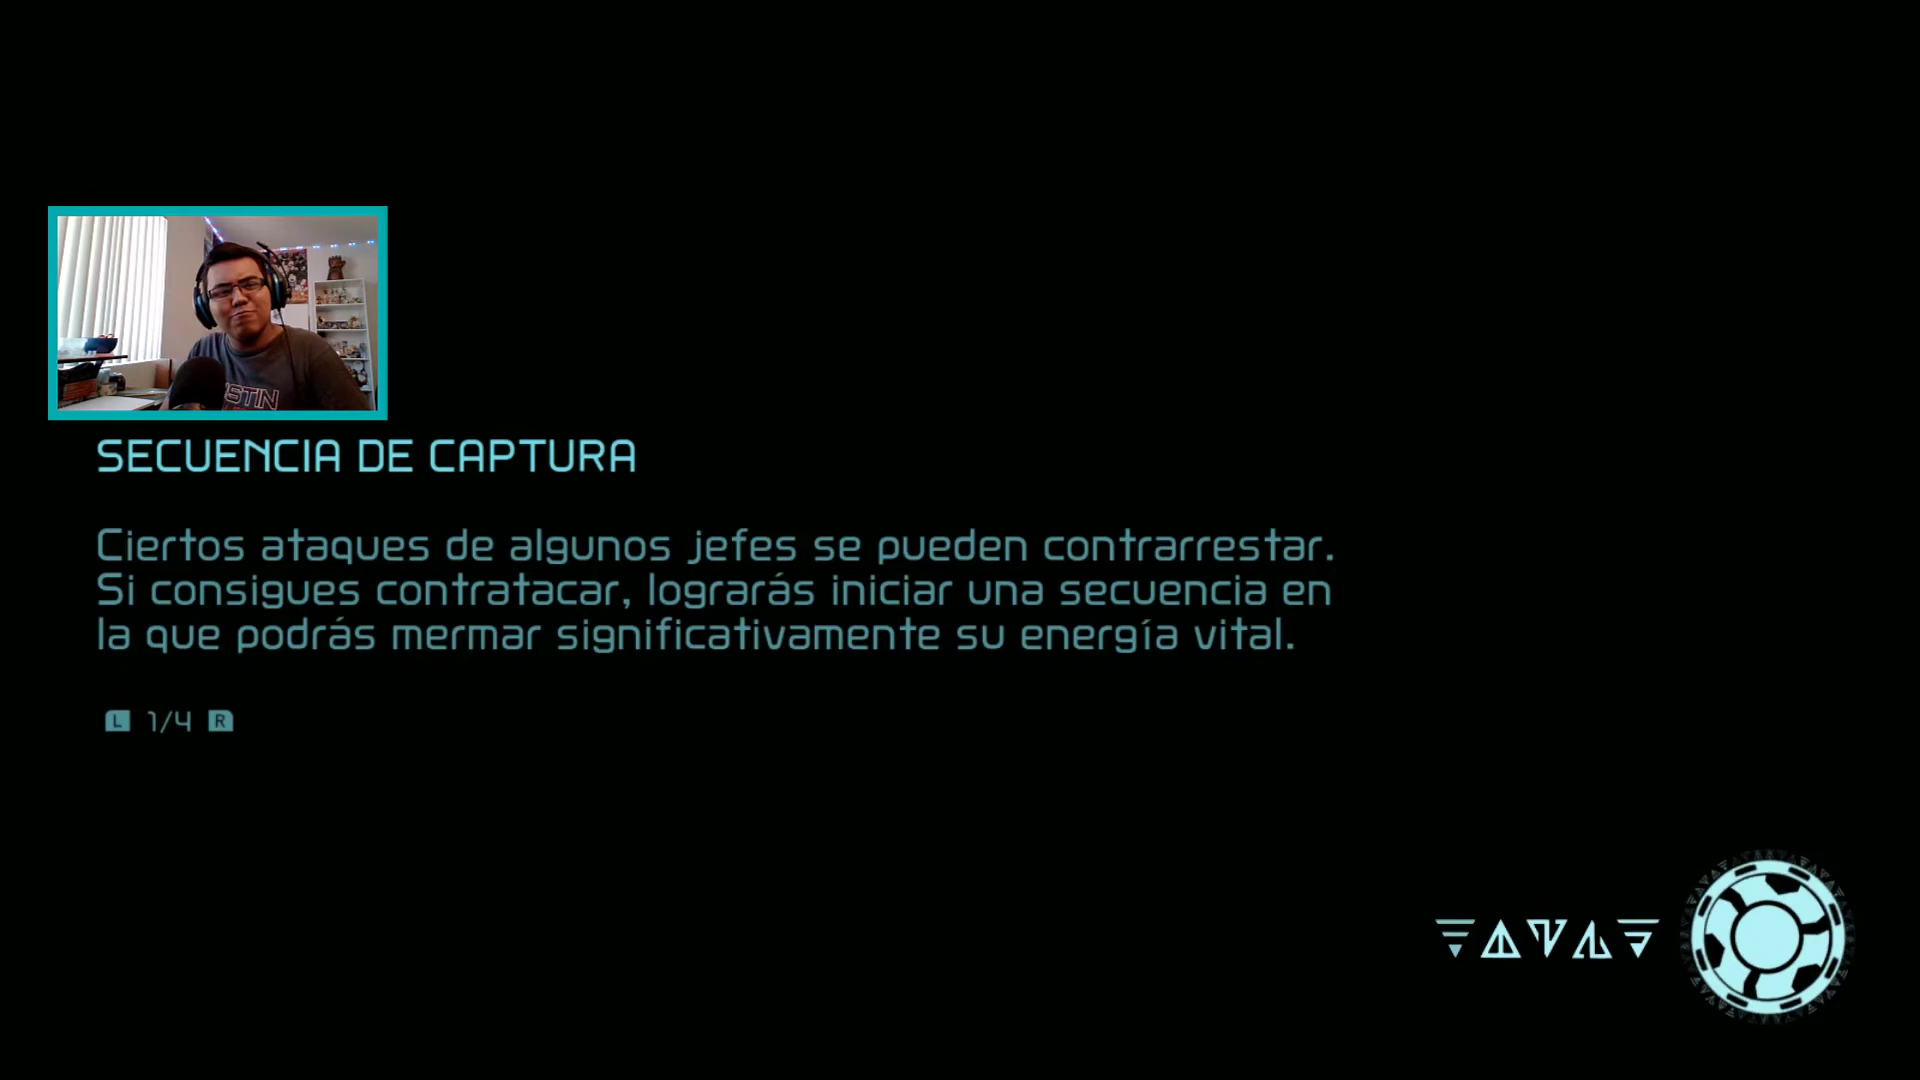 STIN
SECUENCIA DE CAPTURA
Ciertos ataques de algunos jefes se pueden contrarrestar.
Si consigues contratacar, lograrás iniciar una secuencia en
la que podrás mermar significativamente su energía vital.
L 1/4 R